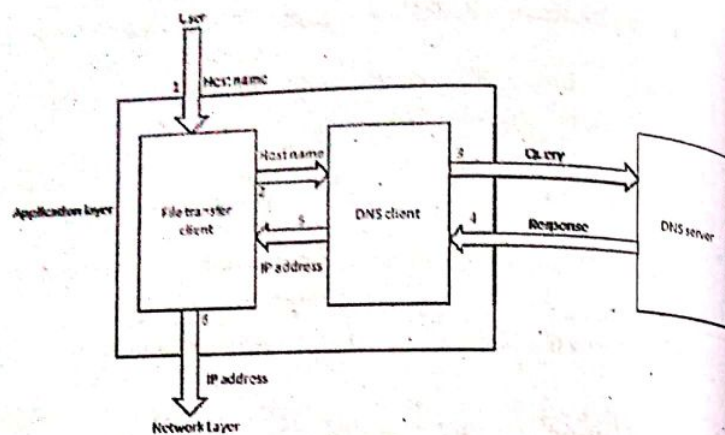 User
1 Host name
Host name 3 Query
2
Application layer File transfer client DNS client DNS server
5 4 Response
IP address
6
IP address
Network Layer